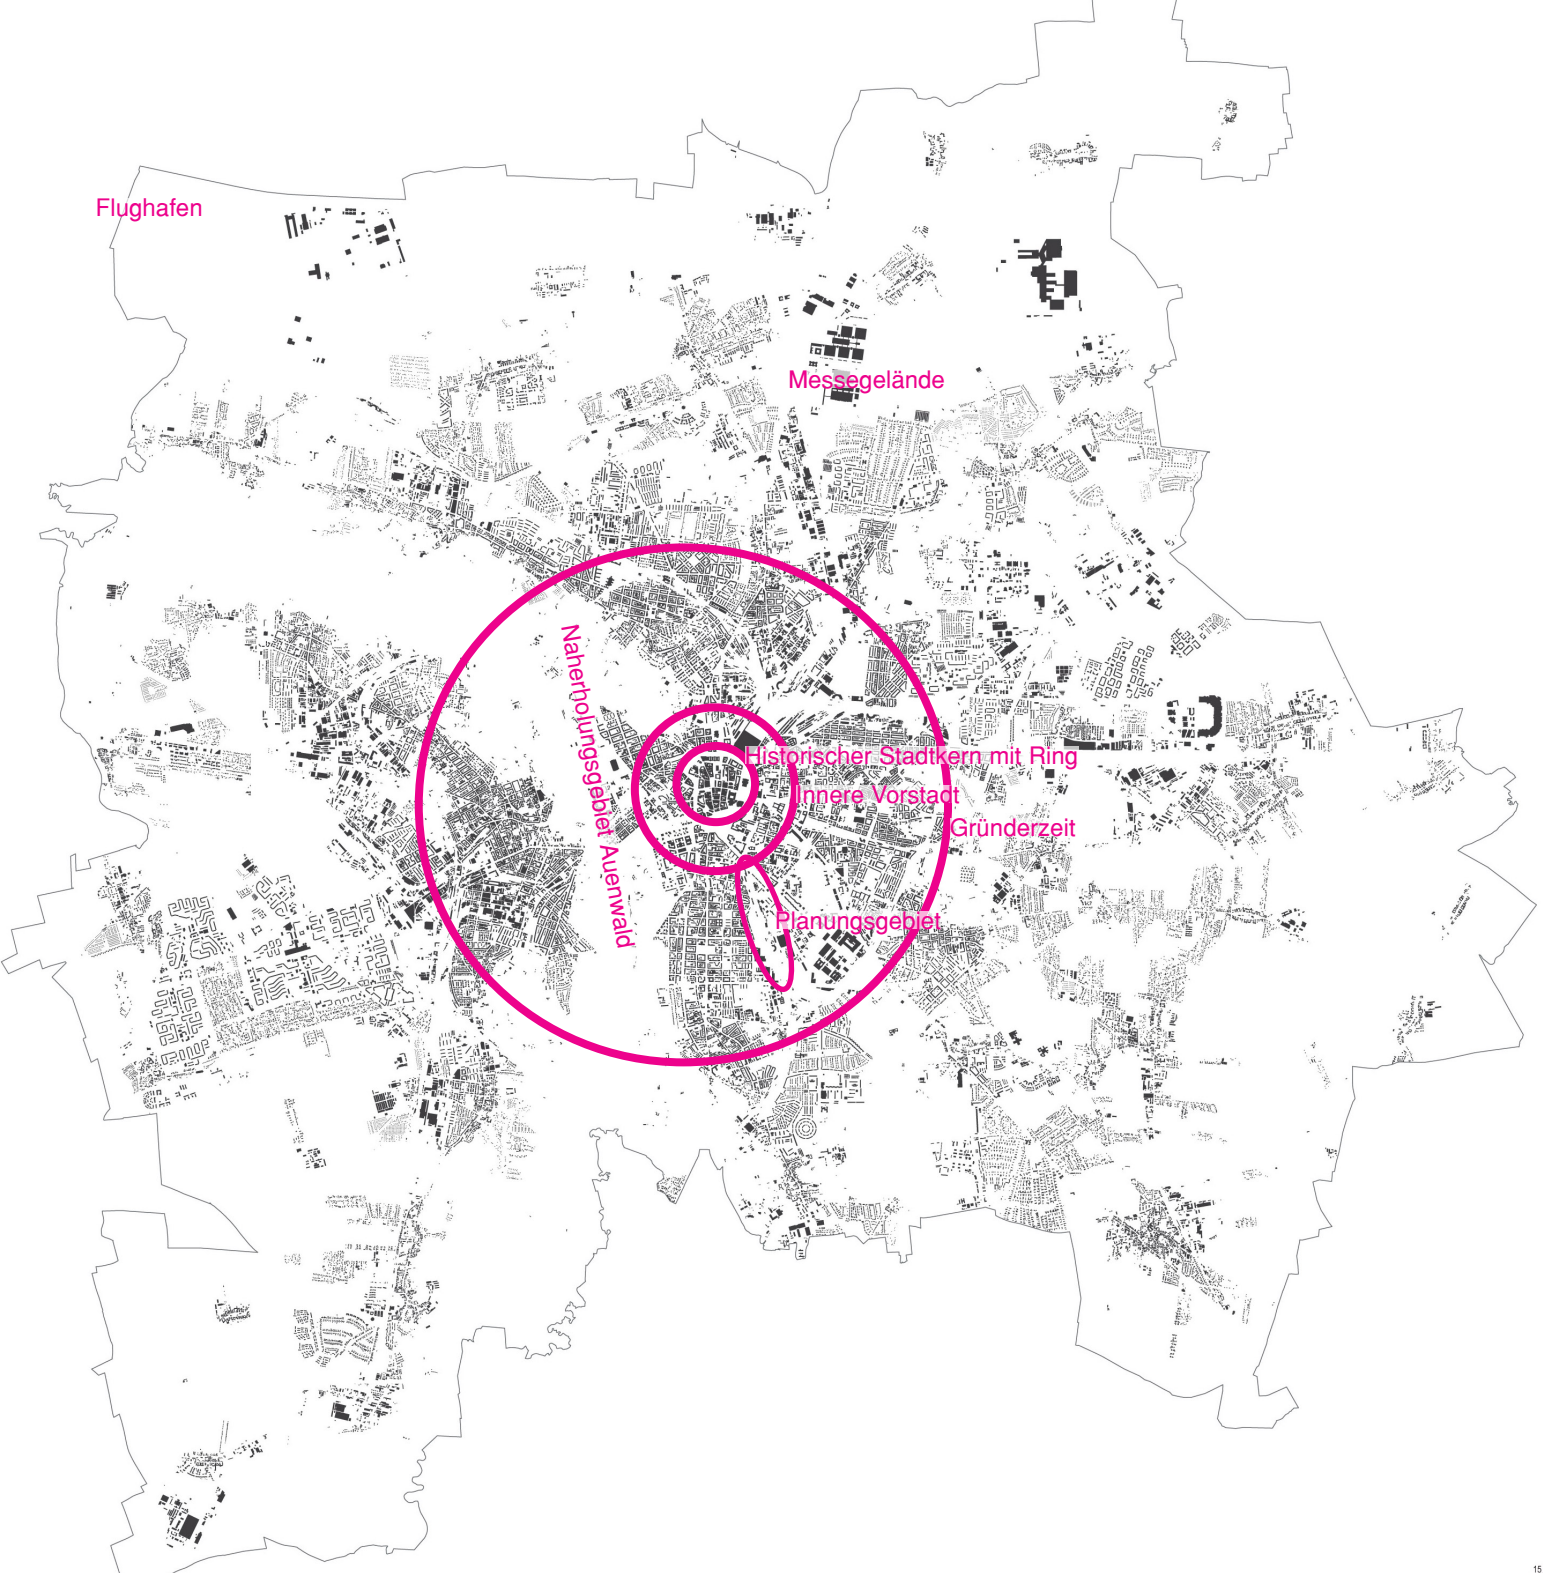 Flughafen
Messegelände
Naherholungsgebiet Auenwald
Historischer Stadtkern mit Ring
Innere Vorstadt
Gründerzeit
Planungsgebiet
15